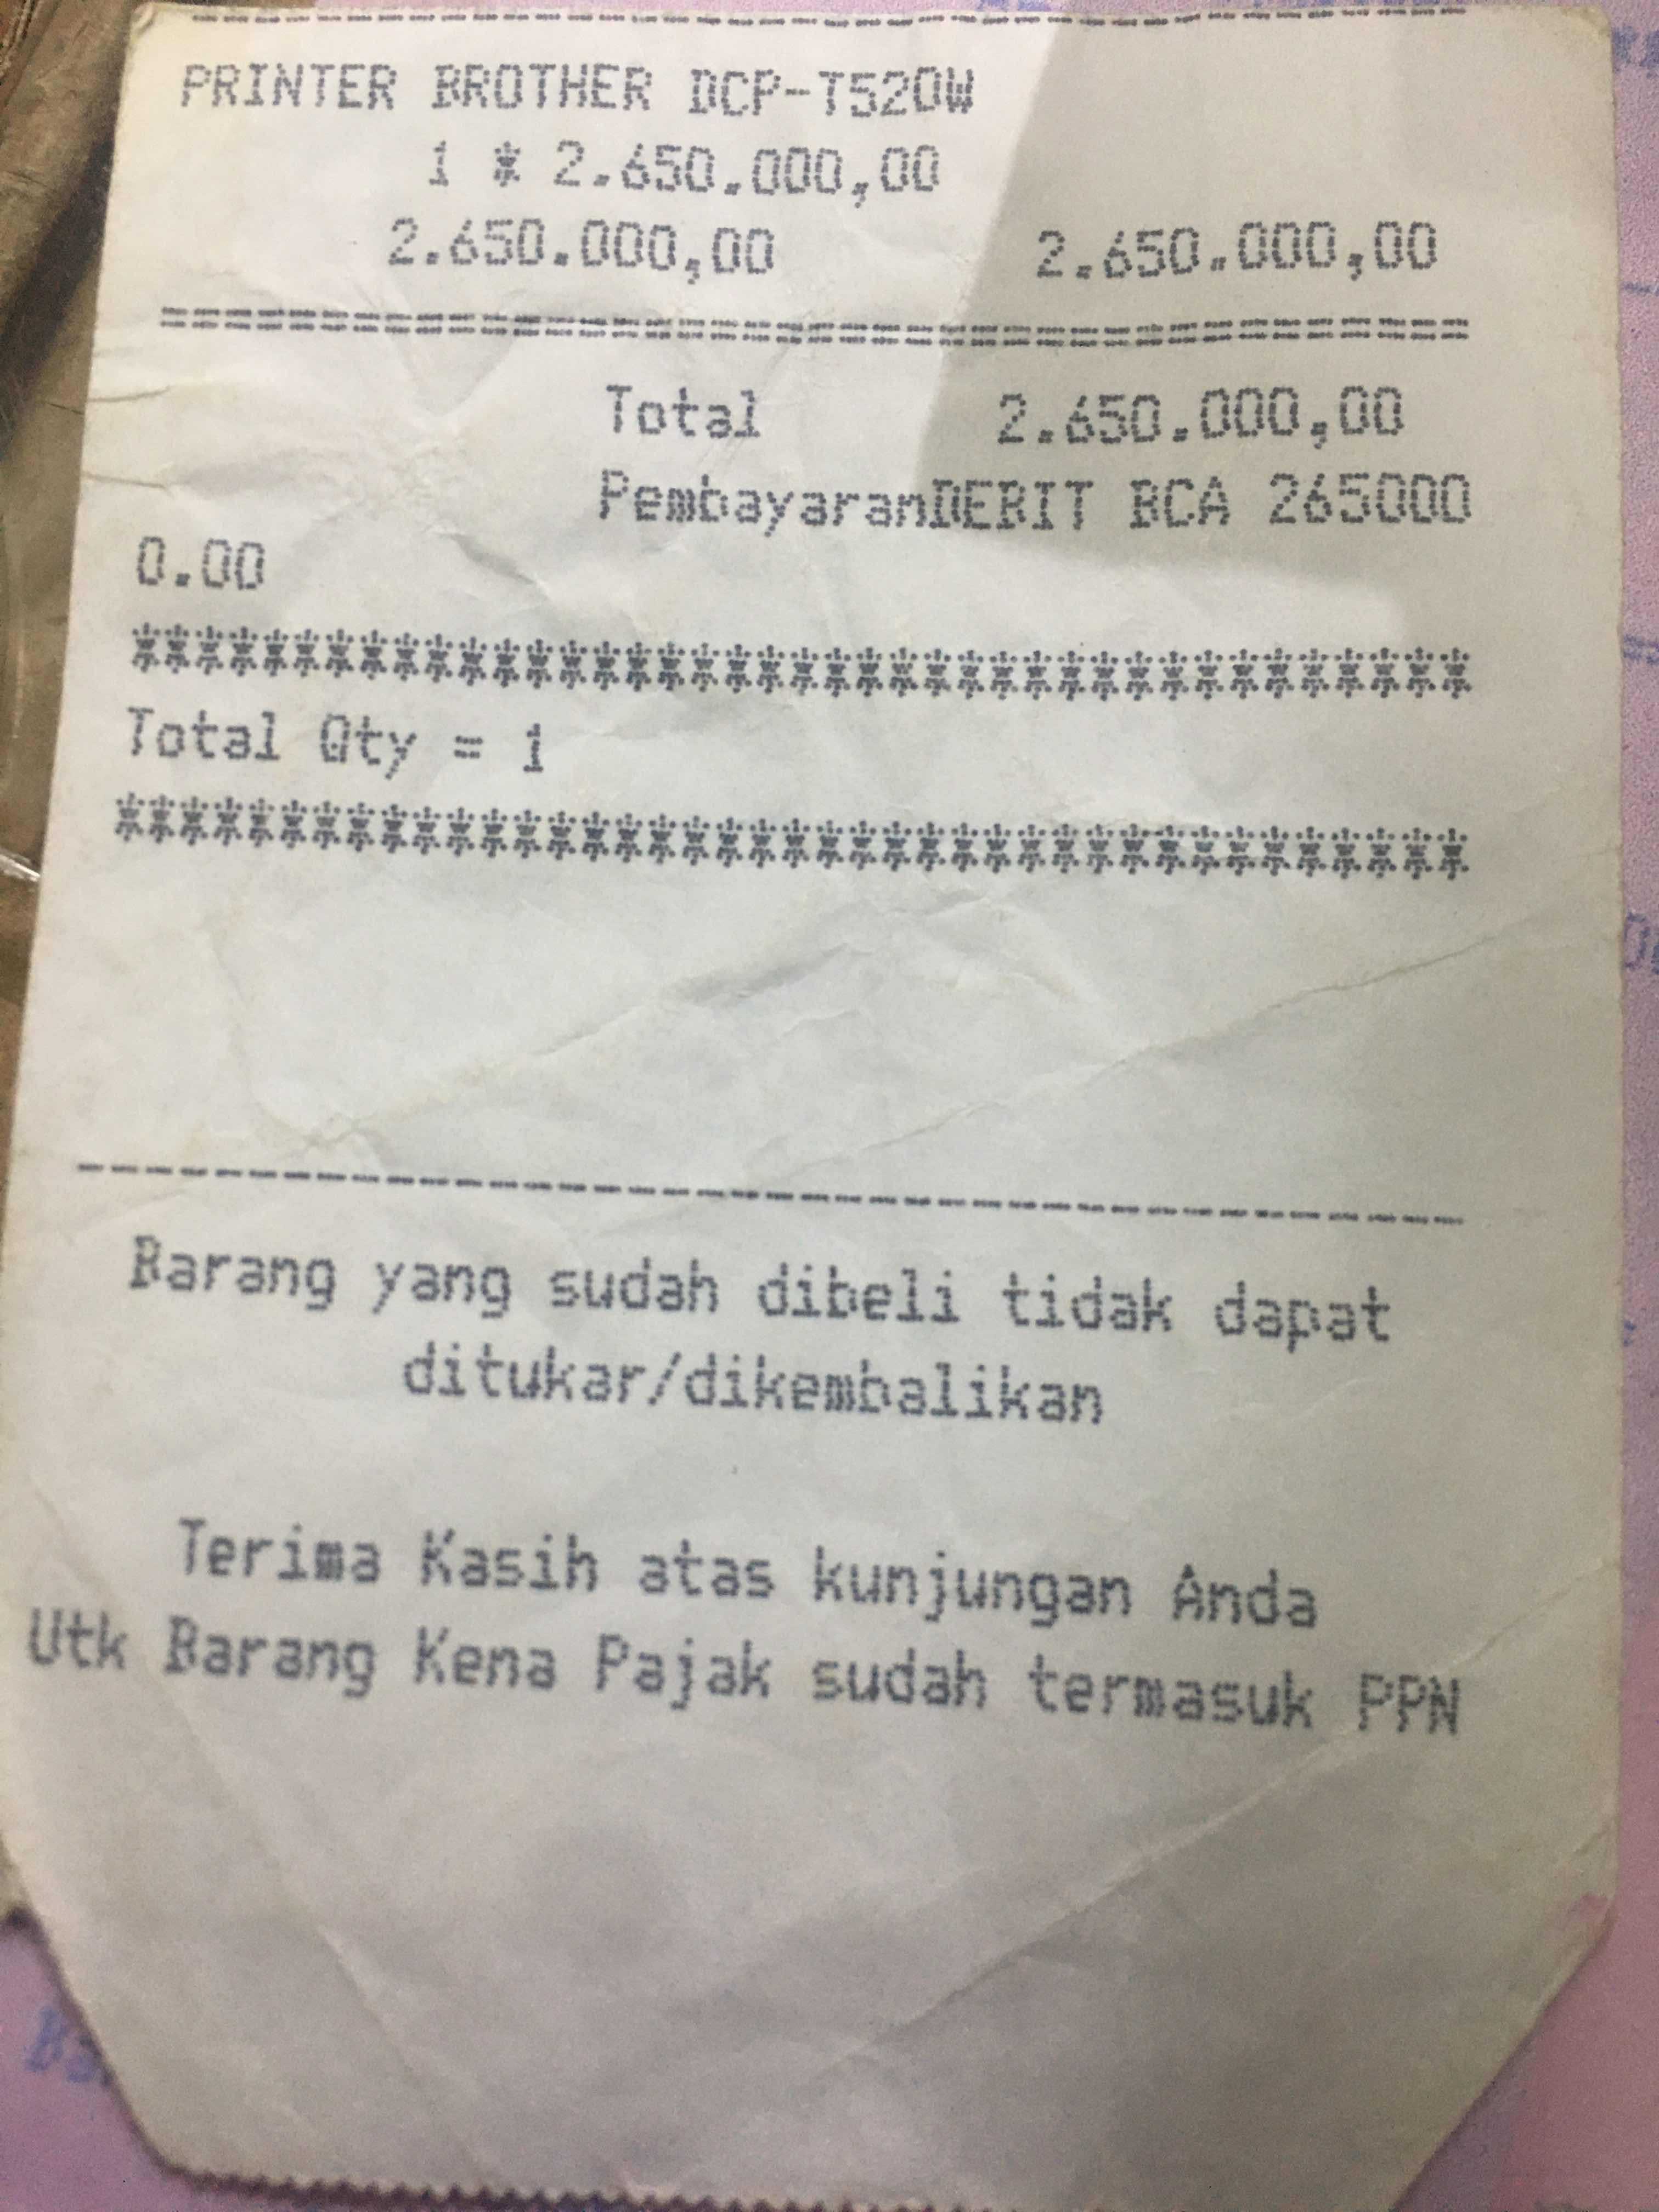 PRINTER BROTHER DCP-T520W
1 * 2.650.000,00
2.650.000,00 2.650.000,00
Total 2.650.000,00
PembayaranDEBIT BCA 265000
0.00
***************************************
Total Qty = 1
***************************************
Barang yang sudah dibeli tidak dapat
ditukar/dikembalikan
Terima Kasih atas kunjungan Anda
Utk Barang Kena Pajak sudah termasuk PPN